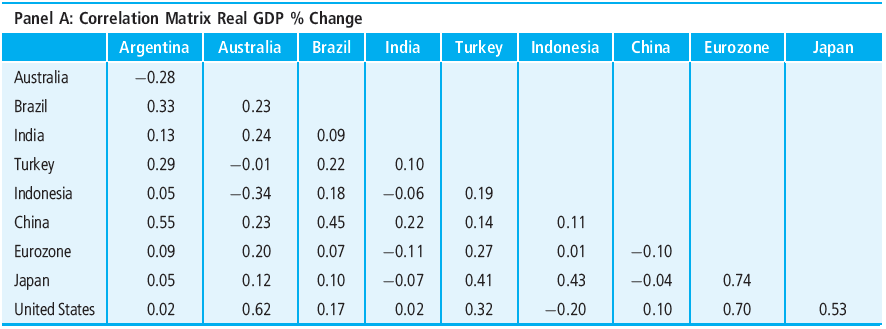 Panel A: Correlation Matrix Real GDP % Change
Argentina Australia Brazil India Turkey Indonesia China Eurozone Japan
Australia −0.28
Brazil 0.33 0.23
India 0.13 0.24 0.09
Turkey 0.29 −0.01 0.22 0.10
Indonesia 0.05 −0.34 0.18 −0.06 0.19
China 0.55 0.23 0.45 0.22 0.14 0.11
Eurozone 0.09 0.20 0.07 −0.11 0.27 0.01 −0.10
Japan 0.05 0.12 0.10 −0.07 0.41 0.43 −0.04 0.74
United States 0.02 0.62 0.17 0.02 0.32 −0.20 0.10 0.70 0.53